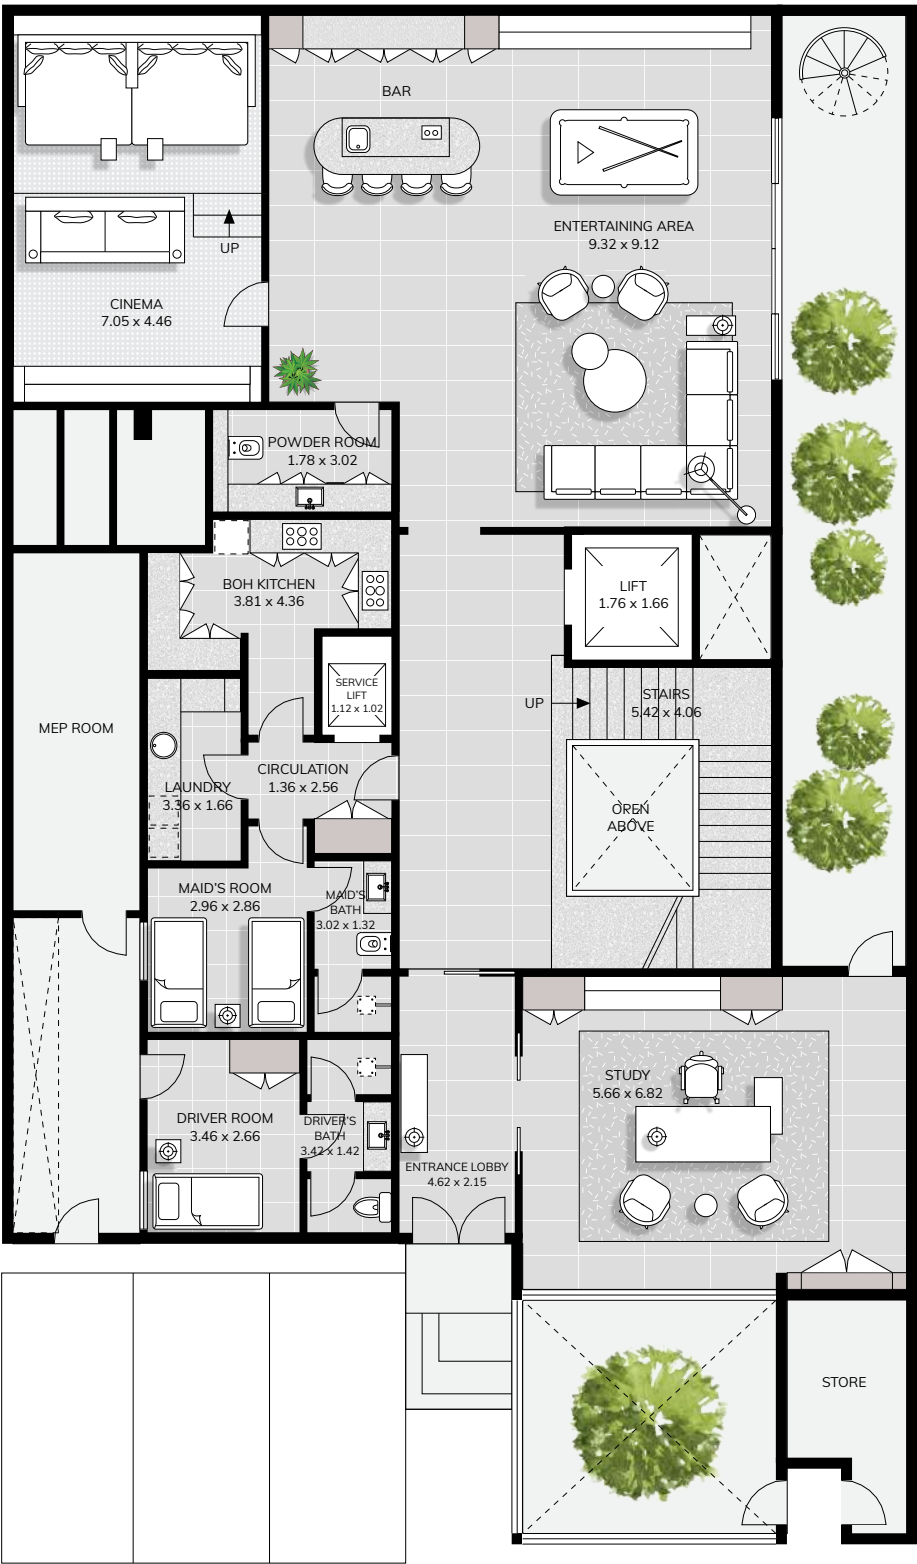 BAR
ENTERTAINING AREA
9.32 x 9.12
UP
CINEMA
7.05 x 4.46
POWDER ROOM
1.78 x 3.02
BOH KITCHEN
3.81 x 4.36
LIFT
1.76 x 1.66
SERVICE
LIFT
1.12 x 1.02
STAIRS
5.42 x 4.06
UP
MEP ROOM
CIRCULATION
1.36 x 2.56
LAUNDRY
3.36 x 1.66
OPEN
ABOVE
MAID'S ROOM
2.96 x 2.86
MAID'S
BATH
3.02 x 1.32
STUDY
5.66 x 6.82
DRIVER ROOM
3.46 x 2.66
DRIVER'S
BATH
3.42 x 1.42
ENTRANCE LOBBY
4.62 x 2.15
STORE